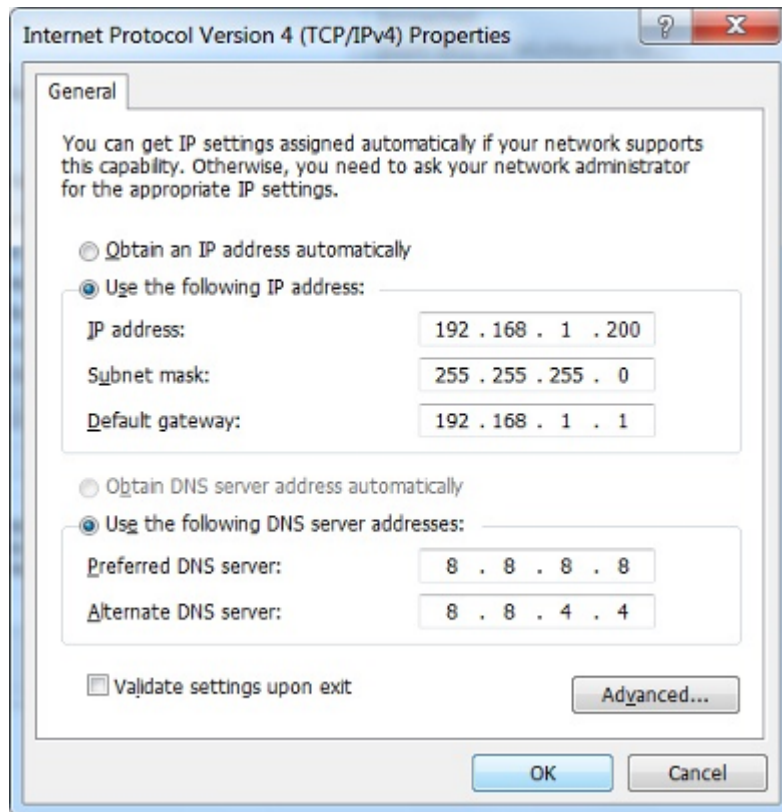 Internet Protocol Version 4 (TCP/IPv4) Properties
General
You can get IP settings assigned automatically if your network supports
this capability. Otherwise, you need to ask your network administrator
for the appropriate IP settings.
Obtain an IP address automatically
Use the following IP address:
IP address: 192 . 168 . 1 . 200
Subnet mask: 255 . 255 . 255 . 0
Default gateway: 192 . 168 . 1 . 1
Obtain DNS server address automatically
Use the following DNS server addresses:
Preferred DNS server: 8 . 8 . 8 . 8
Alternate DNS server: 8 . 8 . 4 . 4
Validate settings upon exit
Advanced...
OK Cancel